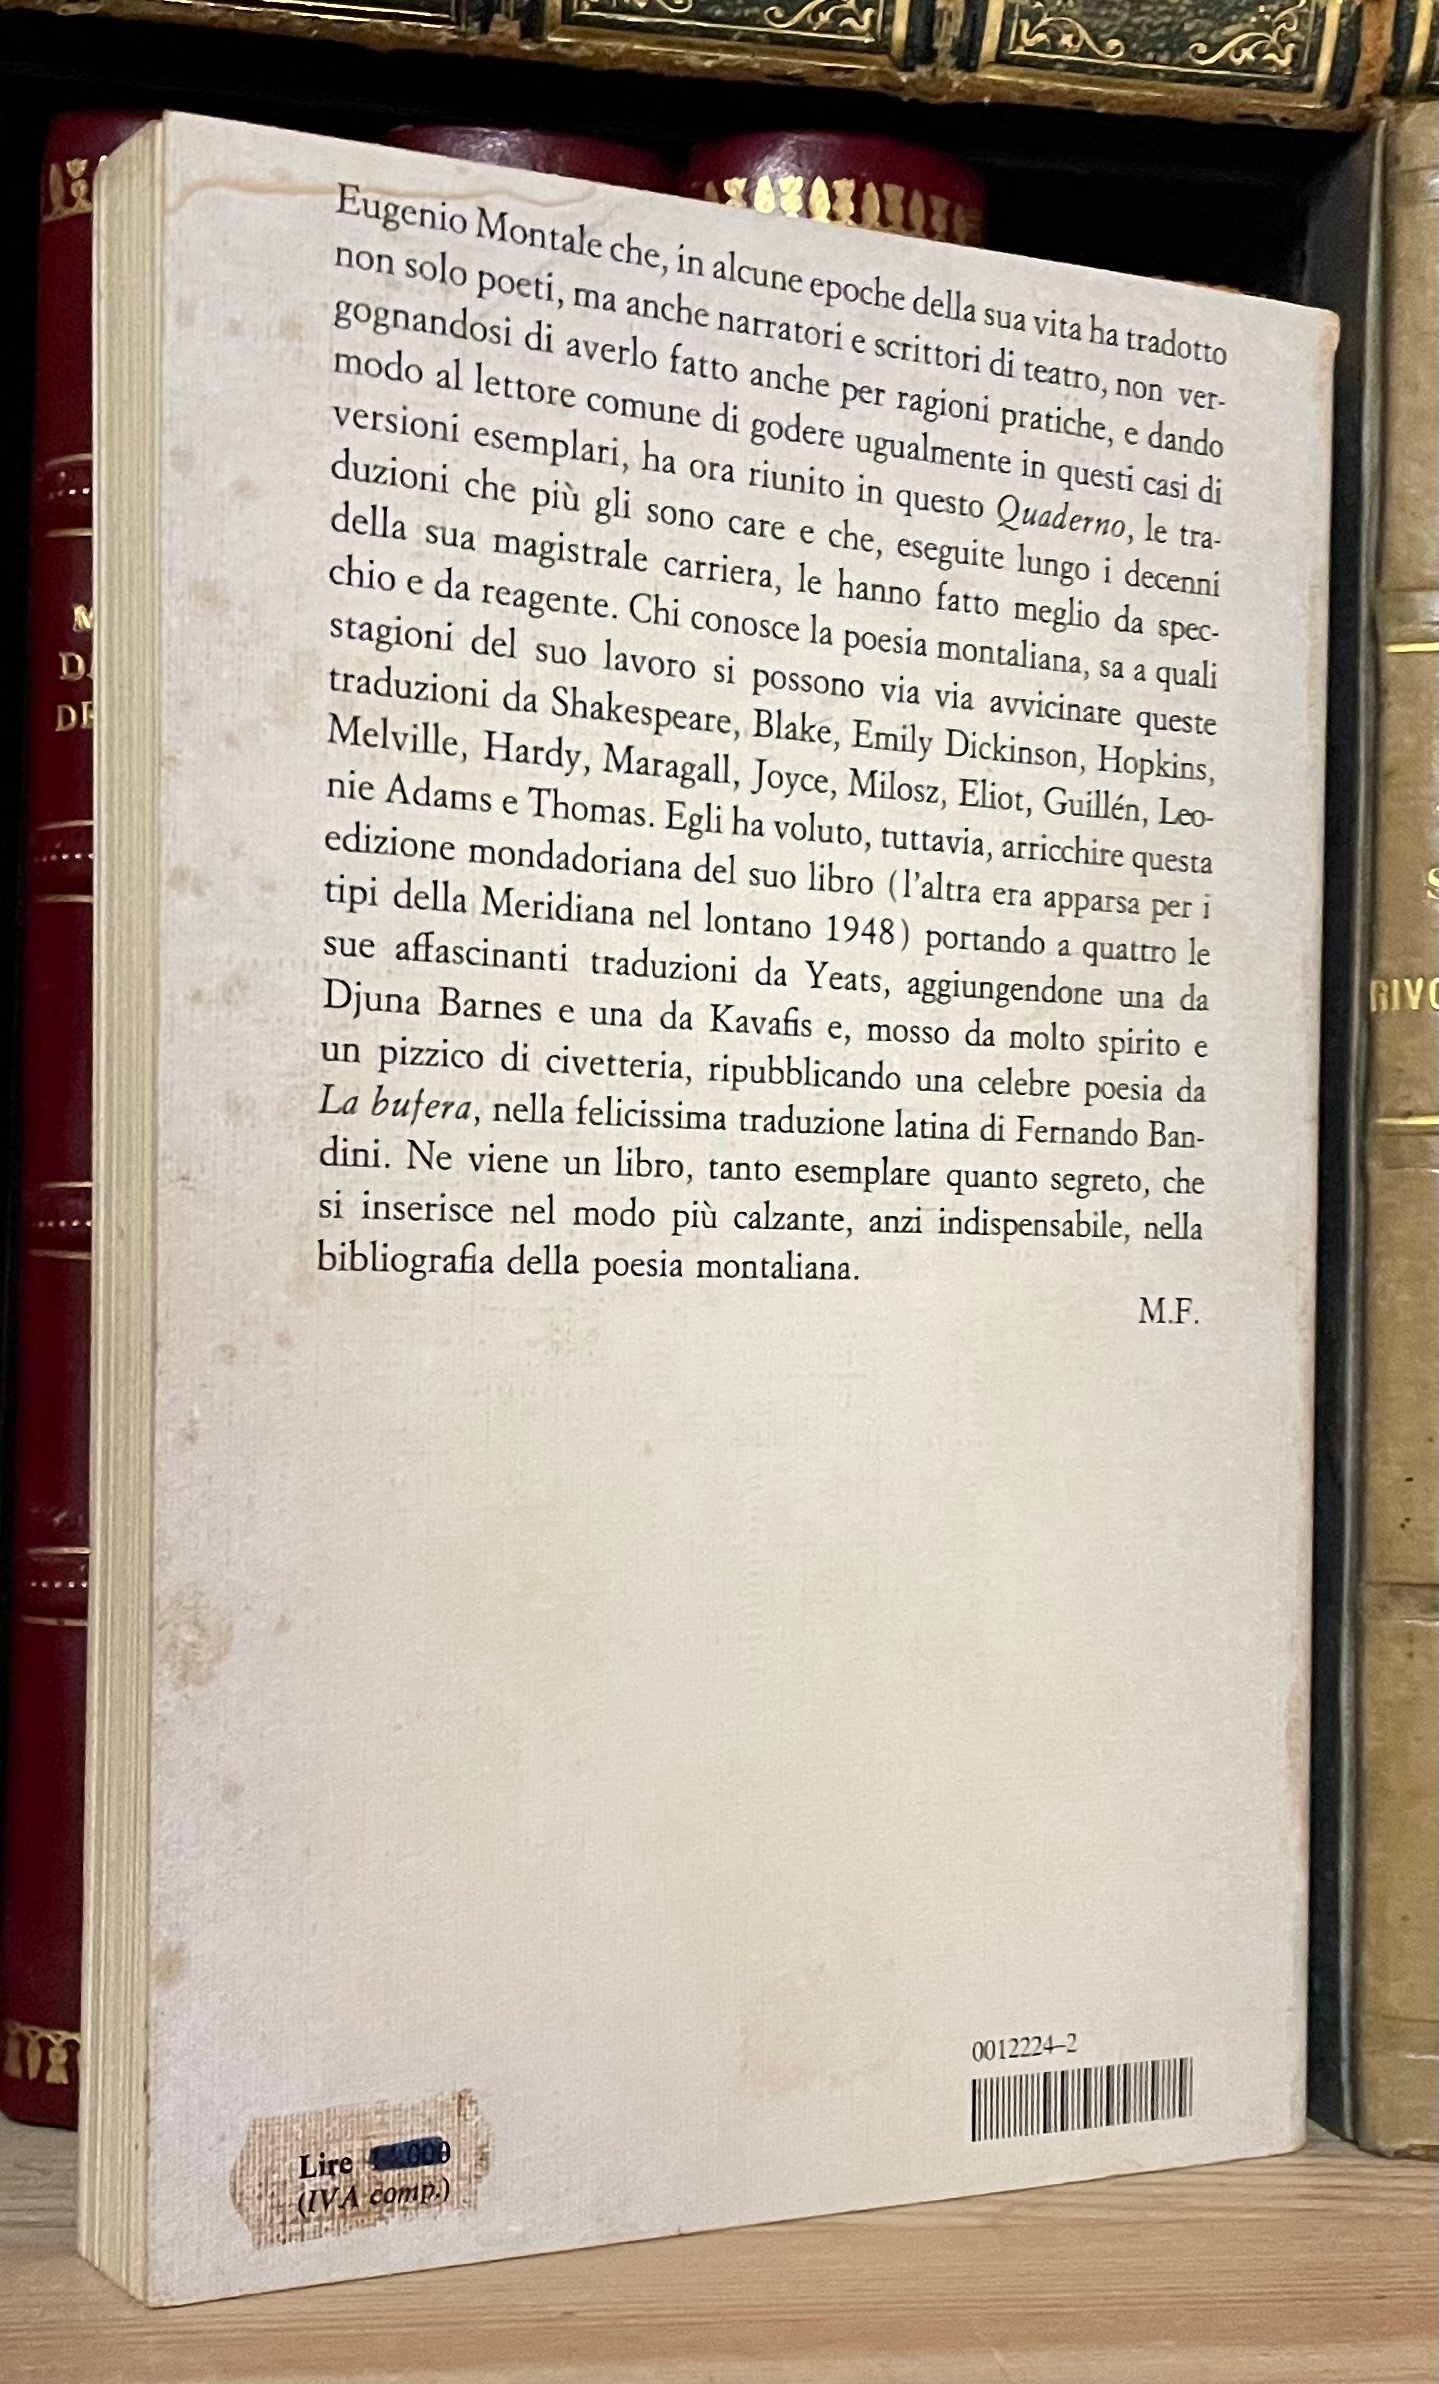 Eugenio Montale che, in alcune epoche della sua vita ha tradotto
non solo poeti, ma anche narratori e scrittori di teatro, non ver-
gognandosi di averlo fatto anche per ragioni pratiche, e dando
modo al lettore comune di godere ugualmente in questi casi di
versioni esemplari, ha ora riunito in questo Quaderno, le tra-
duzioni che più gli sono care e che, eseguite lungo i decenni
della sua magistrale carriera, le hanno fatto meglio da spec-
chio e da reagente. Chi conosce la poesia montaliana, sa a quali
stagioni del suo lavoro si possono via via avvicinare queste
traduzioni da Shakespeare, Blake, Emily Dickinson, Hopkins,
Melville, Hardy, Maragall, Joyce, Milosz, Eliot, Guillén, Leo-
nie Adams e Thomas. Egli ha voluto, tuttavia, arricchire questa
edizione mondadoriana del suo libro (l'altra era apparsa per i
tipi della Meridiana nel lontano 1948) portando a quattro le
sue affascinanti traduzioni da Yeats, aggiungendone una da
Djuna Barnes e una da Kavafis e, mosso da molto spirito e
un pizzico di civetteria, ripubblicando una celebre poesia da
La bufera, nella felicissima traduzione latina di Fernando Ban-
dini. Ne viene un libro, tanto esemplare quanto segreto, che
si inserisce nel modo più calzante, anzi indispensabile, nella
bibliografia della poesia montaliana.
M.F.
0012224-2
Lire
(IVA comp.)